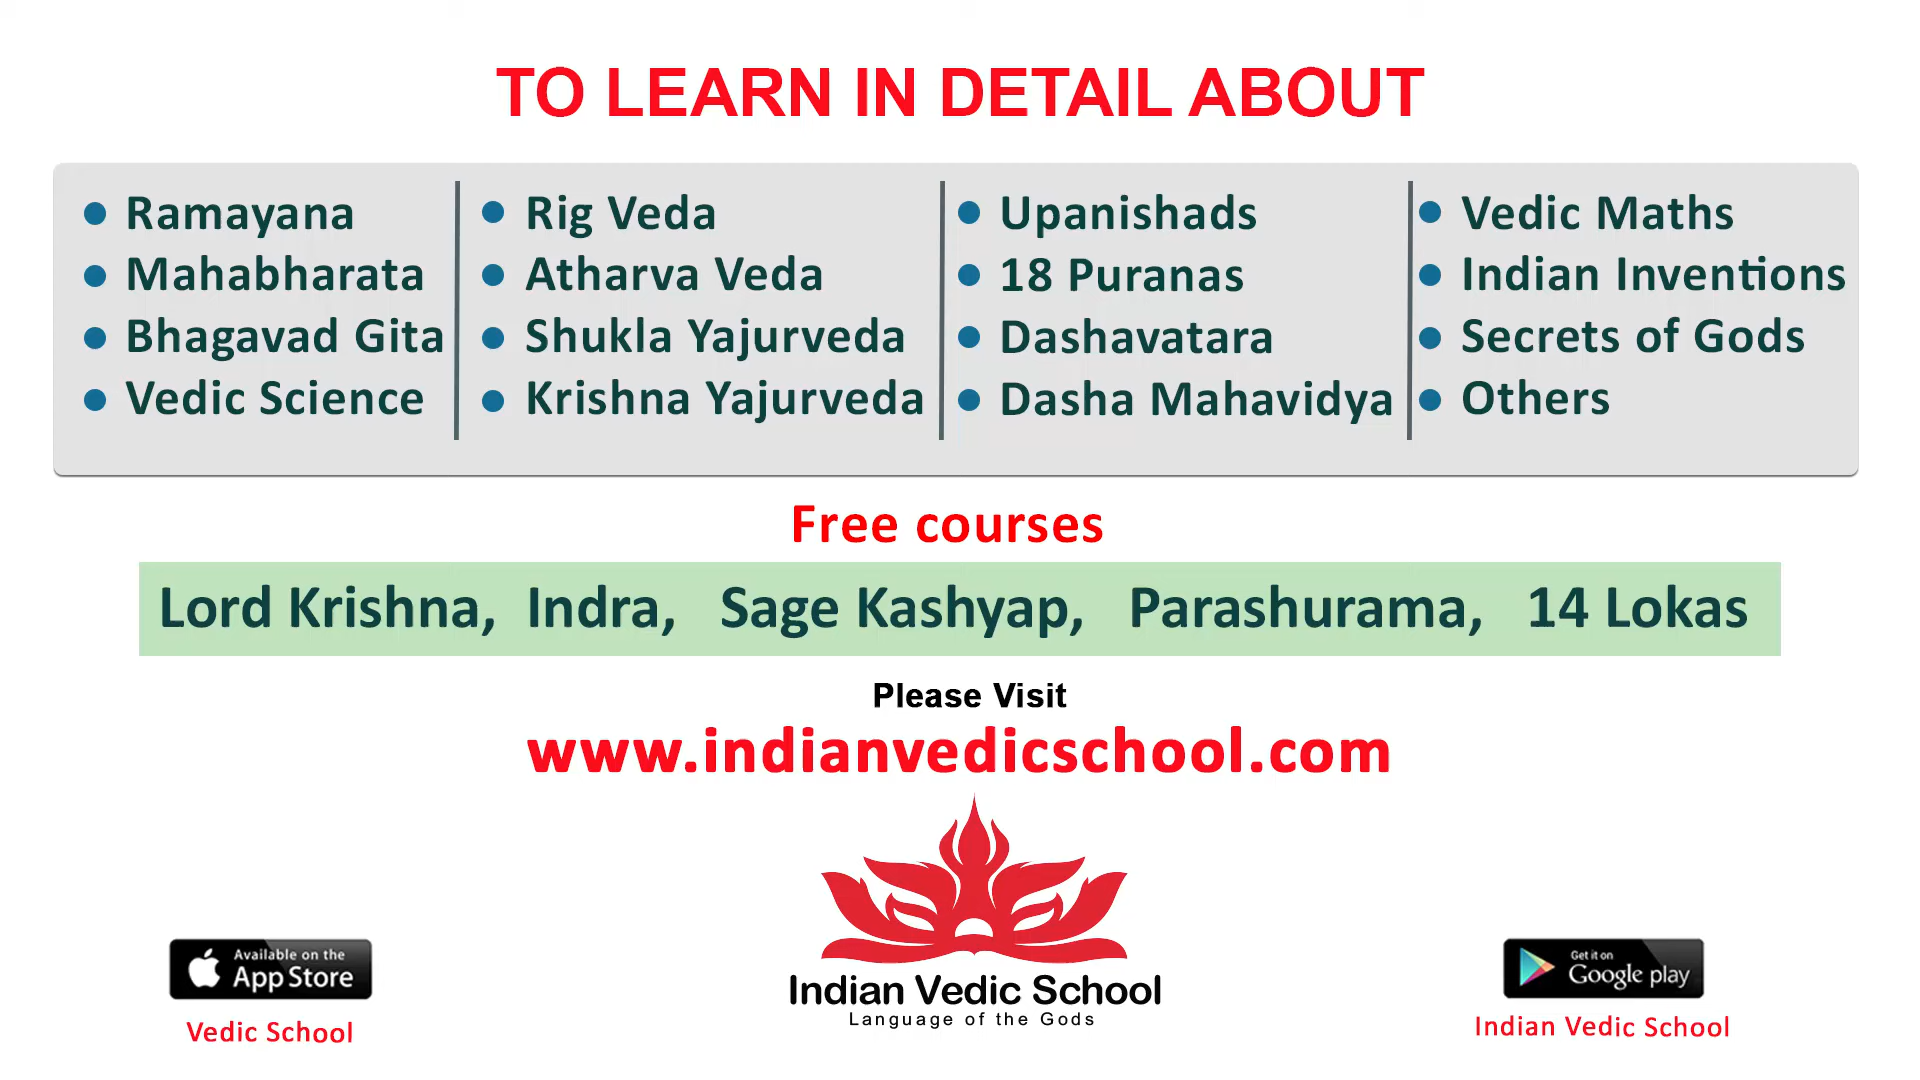 TO LEARN IN DETAIL ABOUT
Ramayana
Mahabharata
Bhagavad Gita
Vedic Science
Rig Veda
Atharva Veda
Shukla Yajurveda
Krishna Yajurveda
Upanishads
18 Puranas
Dashavatara
Dasha Mahavidya
Vedic Maths
Indian Inventions
Secrets of Gods
Others
Free courses
Lord Krishna, Indra, Sage Kashyap, Parashurama, 14 Lokas
Please Visit
www.indianvedicschool.com
Indian Vedic School
Language of the Gods
Available on the
App Store
Vedic School
Get it on
Google play
Indian Vedic School